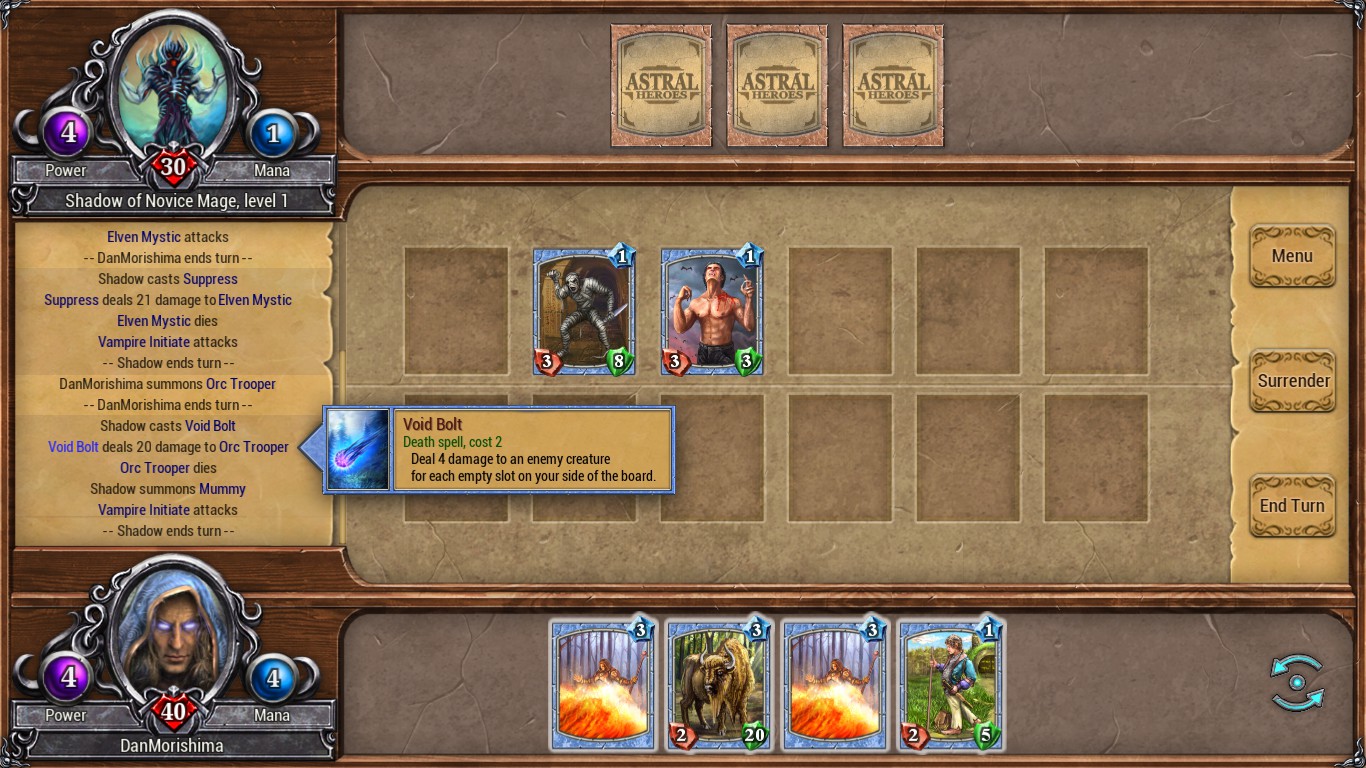 ASTRAL
HEROES
ASTRAL
HEROES
ASTRAL
HEROES
4
1
Power
30
Mana
Shadow of Novice Mage, level 1
Elven Mystic attacks
-- DanMorishima ends turn --
Shadow casts Suppress
Suppress deals 21 damage to Elven Mystic
Elven Mystic dies
Vampire Initiate attacks
-- Shadow ends turn --
DanMorishima summons Orc Trooper
-- DanMorishima ends turn --
Shadow casts Void Bolt
Void Bolt deals 20 damage to Orc Trooper
Orc Trooper dies
Shadow summons Mummy
Vampire Initiate attacks
-- Shadow ends turn --
1
3
8
1
3
3
Menu
Surrender
End Turn
Void Bolt
Death spell, cost 2
Deal 4 damage to an enemy creature
for each empty slot on your side of the board.
4
4
Power
40
Mana
DanMorishima
3
3
2
20
3
1
2
5